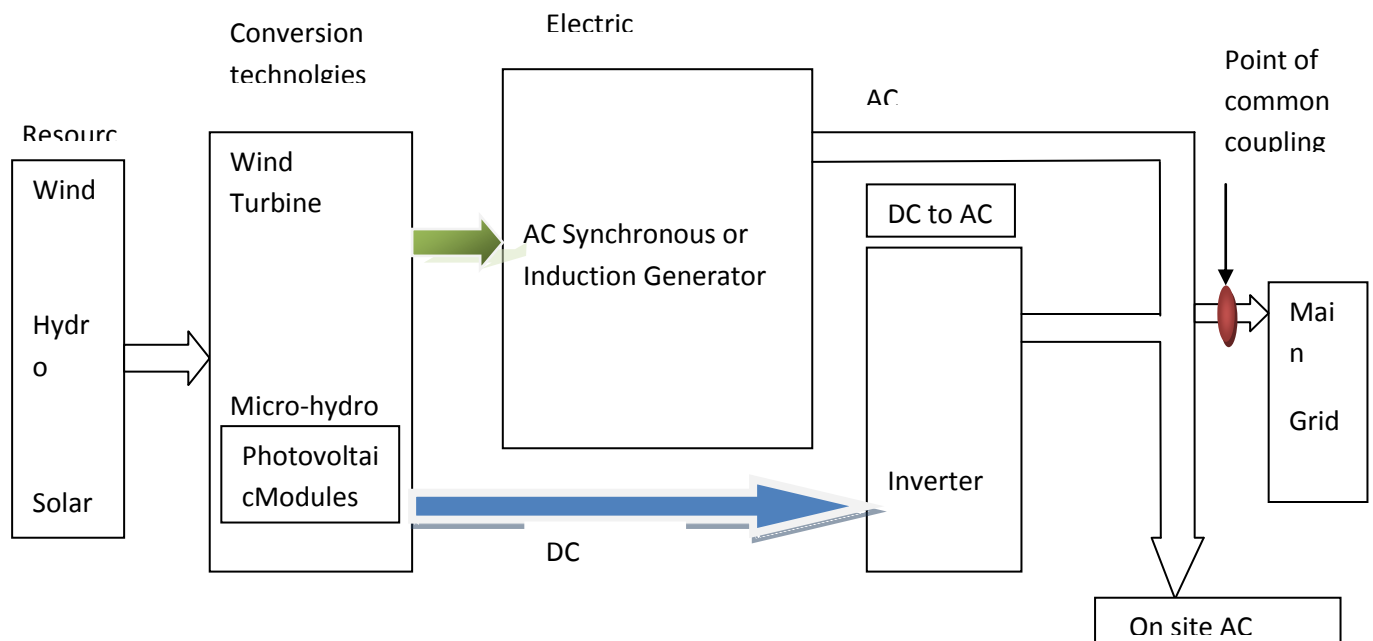 Resourc
Wind
Hydr
o
Solar
Conversion
technolgies
Wind
Turbine
Micro-hydro
Photovoltai
cModules
Electric
AC Synchronous or
Induction Generator
DC
AC
DC to AC
Inverter
Point of
common
coupling
Mai
n
Grid
On site AC